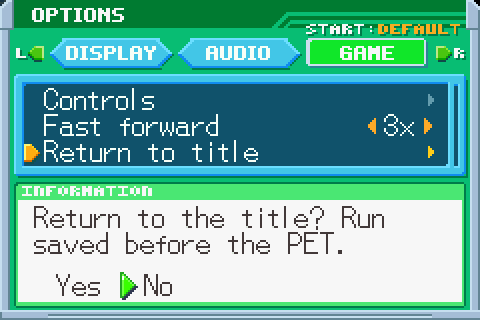 OPTIONS
START:DEFAULT
L DISPLAY AUDIO GAME R
Controls
Fast forward 3x
Return to title
INFORMATION
Return to the title? Run
saved before the PET.
Yes No